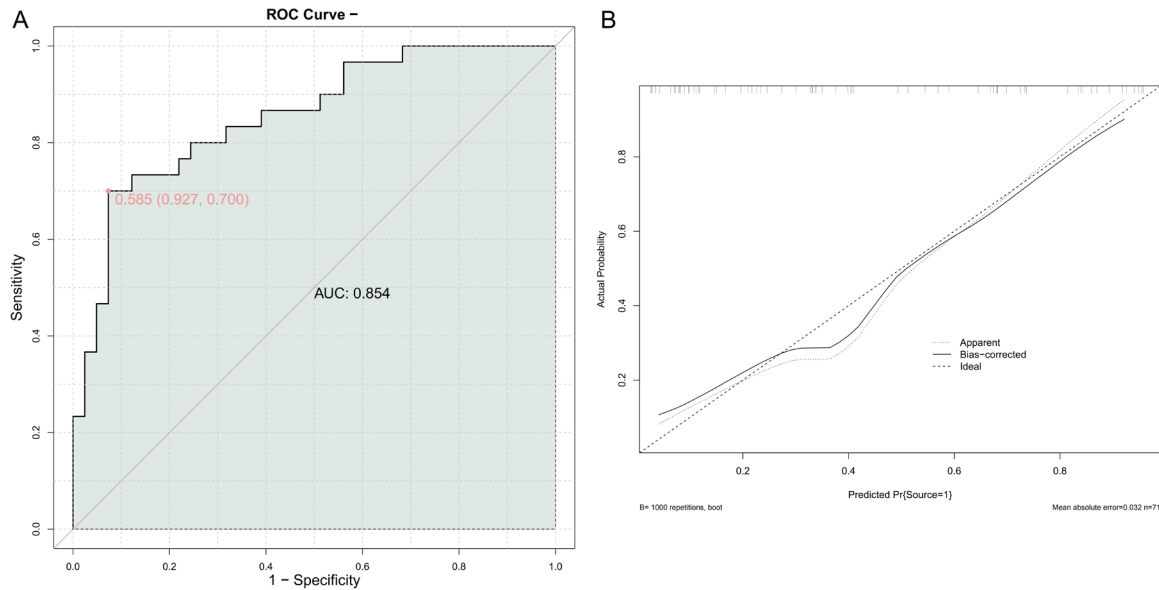 A
ROC Curve −
Sensitivity
1.0
0.8
0.6
0.4
0.2
0.0
0.585 (0.927, 0.700)
AUC: 0.854
0.0 0.2 0.4 0.6 0.8 1.0
1 − Specificity
B
Actual Probability
0.8
0.6
0.4
0.2
Apparent
Bias−corrected
Ideal
0.2 0.4 0.6 0.8
Predicted Pr{Source=1}
B= 1000 repetitions, boot
Mean absolute error=0.032 n=71